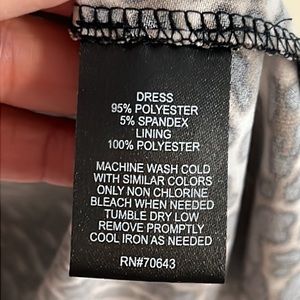 DRESS
95% POLYESTER
5% SPANDEX
LINING
100% POLYESTER
MACHINE WASH COLD
WITH SIMILAR COLORS
ONLY NON CHLORINE
BLEACH WHEN NEEDED
TUMBLE DRY LOW
REMOVE PROMPTLY
COOL IRON AS NEEDED
RN#70643